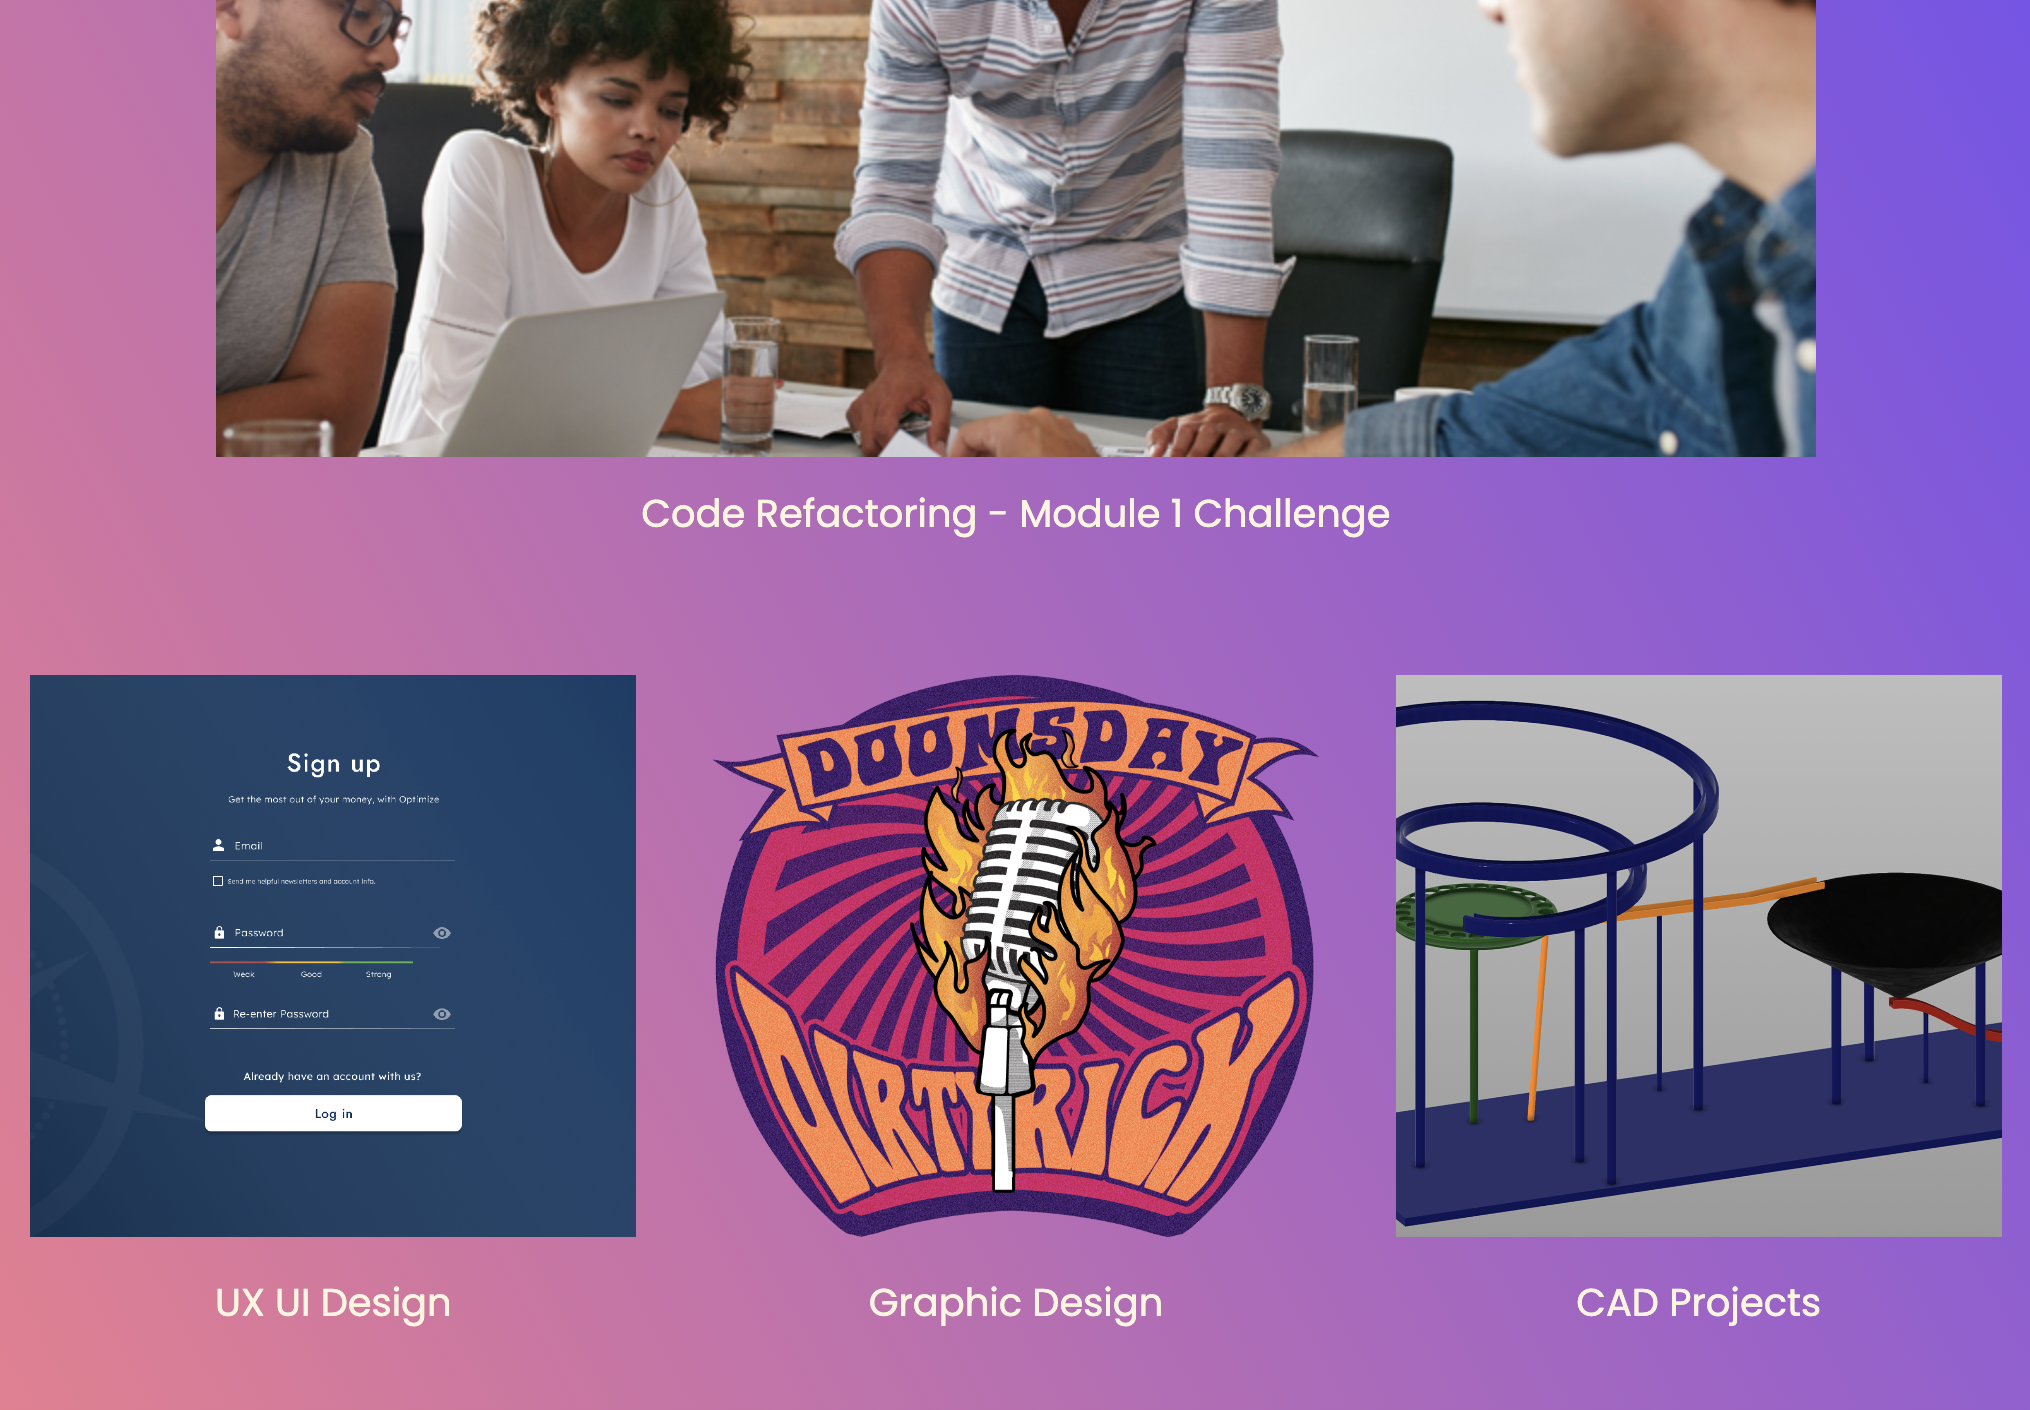 Code Refactoring - Module 1 Challenge
Sign up
Get the most out of your money, with Optimize
Email
Send me helpful newsletters and account info.
Password
Weak Good Strong
Re-enter Password
Already have an account with us?
Log in
DOOMSDAY
DIRTY RICK
UX UI Design
Graphic Design
CAD Projects